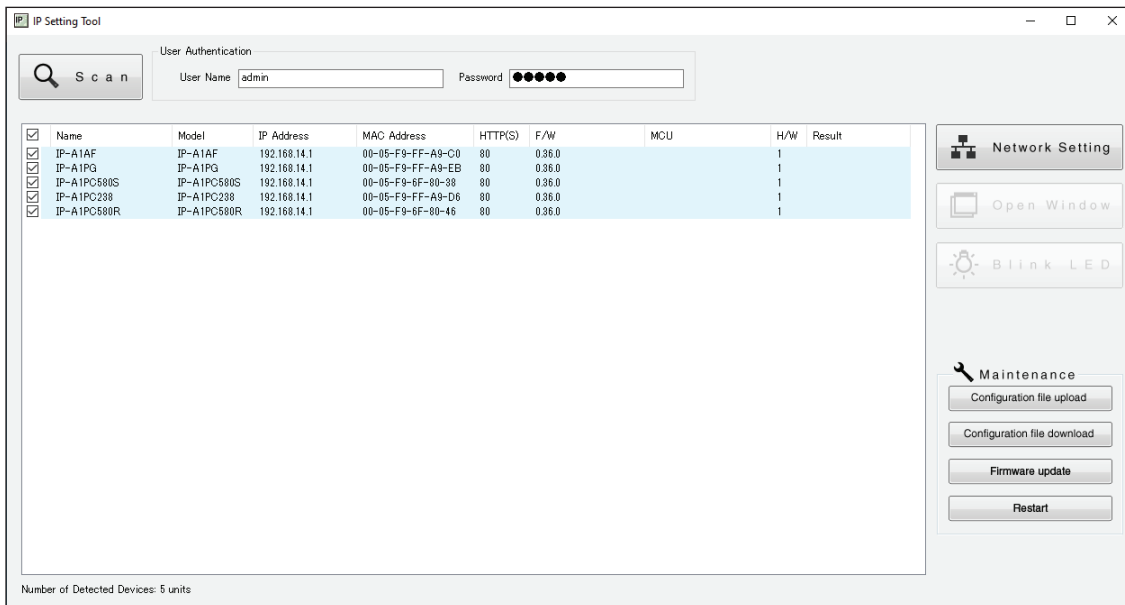 IP Setting Tool
User Authentication
Scan
User Name admin Password ●●●●●
Name Model IP Address MAC Address HTTP(S) F/W MCU H/W Result
IP-A1AF IP-A1AF 192.168.14.1 00-05-F9-FF-A9-C0 80 0.36.0 1
IP-A1PG IP-A1PG 192.168.14.1 00-05-F9-FF-A9-EB 80 0.36.0 1
IP-A1PC580S IP-A1PC580S 192.168.14.1 00-05-F9-6F-80-38 80 0.36.0 1
IP-A1PC238 IP-A1PC238 192.168.14.1 00-05-F9-FF-A9-D6 80 0.36.0 1
IP-A1PC580R IP-A1PC580R 192.168.14.1 00-05-F9-6F-80-46 80 0.36.0 1
Network Setting
Open Window
Blink LED
Maintenance
Configuration file upload
Configuration file download
Firmware update
Restart
Number of Detected Devices: 5 units